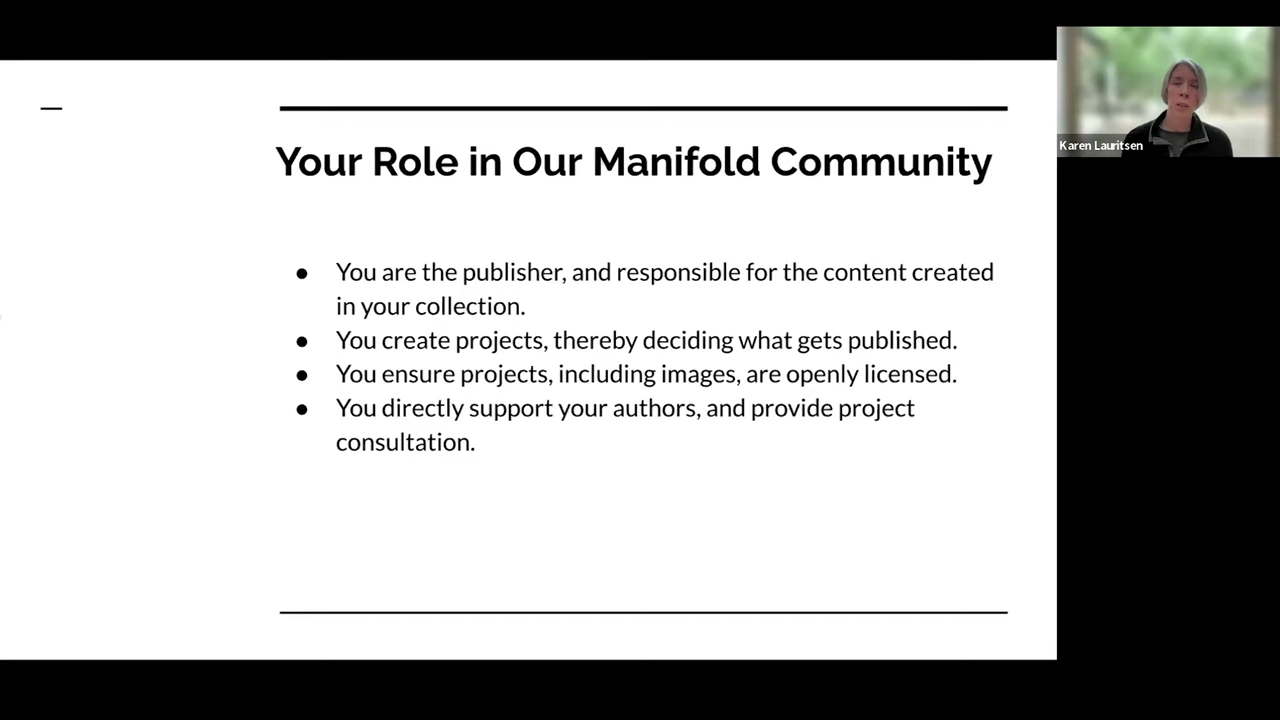 Your Role in Our Manifold Community
● You are the publisher, and responsible for the content created
in your collection.
● You create projects, thereby deciding what gets published.
● You ensure projects, including images, are openly licensed.
● You directly support your authors, and provide project
consultation.
Karen Lauritsen